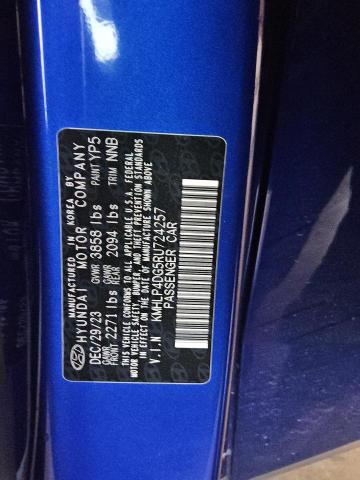 MANUFACTURED IN KOREA BY
HYUNDAI MOTOR COMPANY
DEC/29/23 GVWR 3858 lbs PAINT YP5
GAWR FRONT 2271 lbs GAWR REAR 2094 lbs TRIM NNB
THIS VEHICLE CONFORMS TO ALL APPLICABLE U.S.A. FEDERAL
MOTOR VEHICLE SAFETY, BUMPER, AND THEFT PREVENTION STANDARDS
IN EFFECT ON THE DATE OF MANUFACTURE SHOWN ABOVE.
V.I.N KMHLP4DG5RU724257
PASSENGER CAR